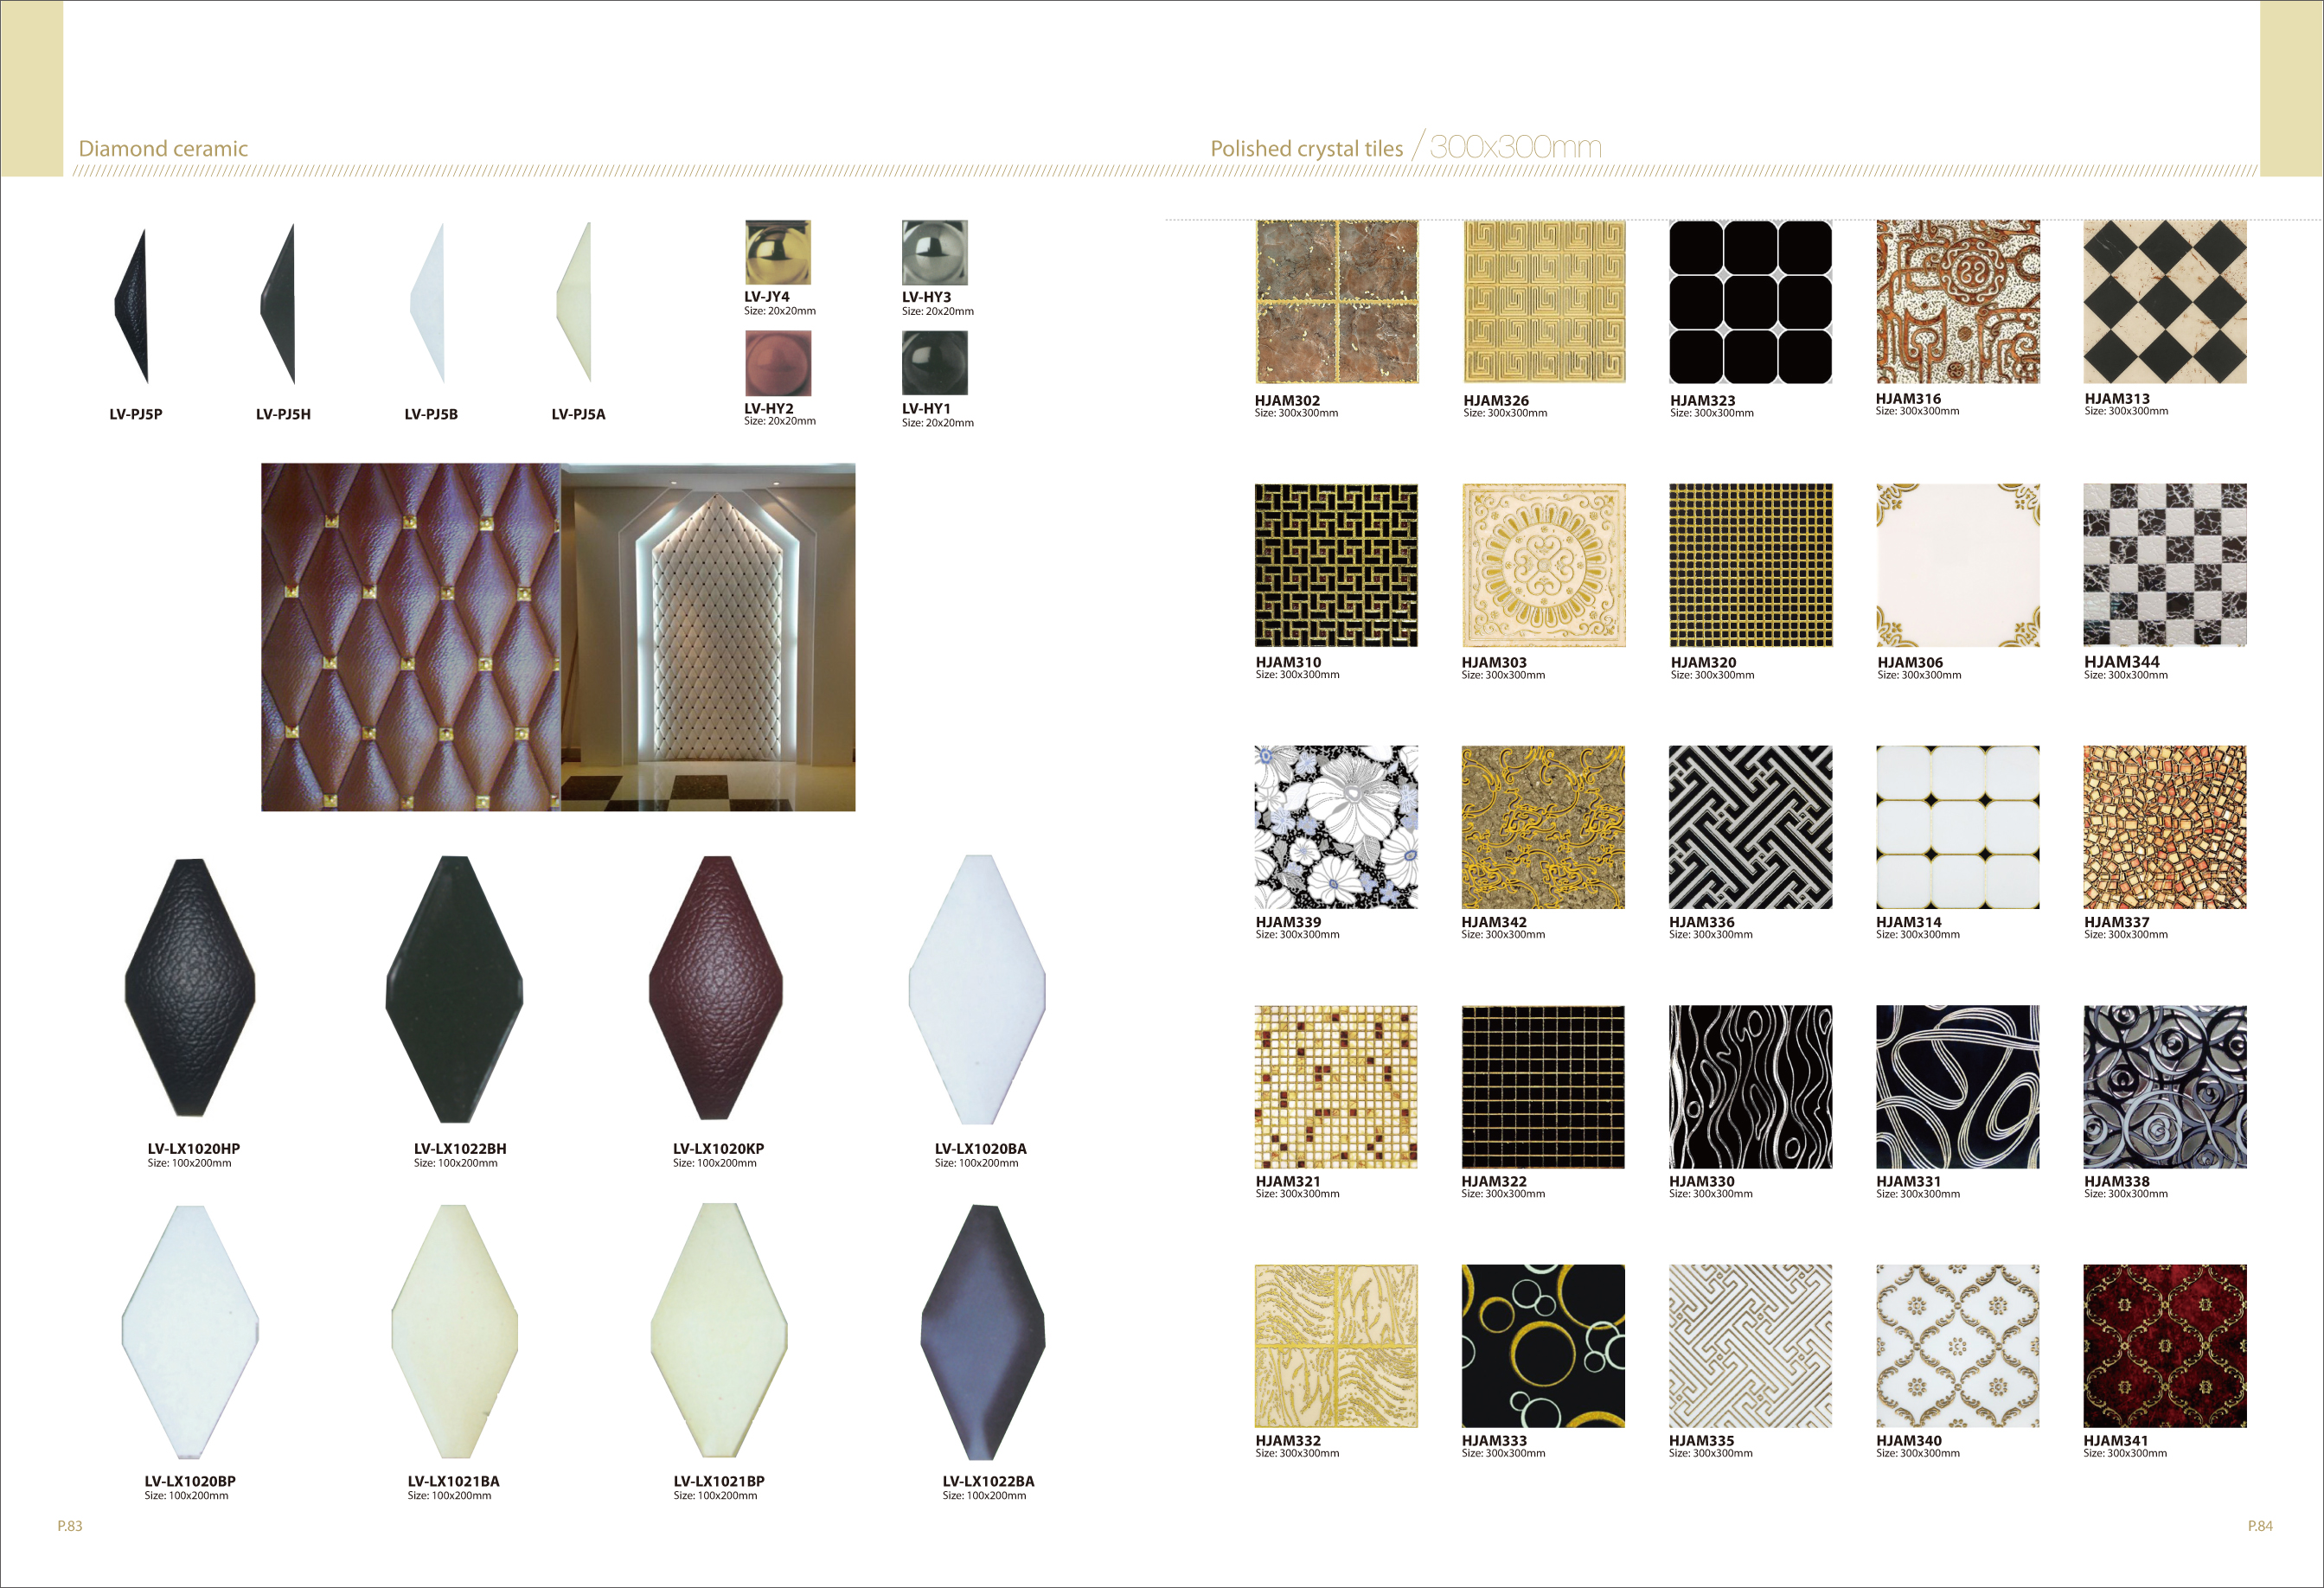 Diamond ceramic
LV-PJ5P
LV-PJ5H
LV-PJ5B
LV-PJ5A
LV-JY4
Size: 20x20mm
LV-HY3
Size: 20x20mm
LV-HY2
Size: 20x20mm
LV-HY1
Size: 20x20mm
LV-LX1020HP
Size: 100x200mm
LV-LX1022BH
Size: 100x200mm
LV-LX1020KP
Size: 100x200mm
LV-LX1020BA
Size: 100x200mm
LV-LX1020BP
Size: 100x200mm
LV-LX1021BA
Size: 100x200mm
LV-LX1021BP
Size: 100x200mm
LV-LX1022BA
Size: 100x200mm
P.83
Polished crystal tiles / 300x300mm
HJAM302
Size: 300x300mm
HJAM326
Size: 300x300mm
HJAM323
Size: 300x300mm
HJAM316
Size: 300x300mm
HJAM313
Size: 300x300mm
HJAM310
Size: 300x300mm
HJAM303
Size: 300x300mm
HJAM320
Size: 300x300mm
HJAM306
Size: 300x300mm
HJAM344
Size: 300x300mm
HJAM339
Size: 300x300mm
HJAM342
Size: 300x300mm
HJAM336
Size: 300x300mm
HJAM314
Size: 300x300mm
HJAM337
Size: 300x300mm
HJAM321
Size: 300x300mm
HJAM322
Size: 300x300mm
HJAM330
Size: 300x300mm
HJAM331
Size: 300x300mm
HJAM338
Size: 300x300mm
HJAM332
Size: 300x300mm
HJAM333
Size: 300x300mm
HJAM335
Size: 300x300mm
HJAM340
Size: 300x300mm
HJAM341
Size: 300x300mm
P.84